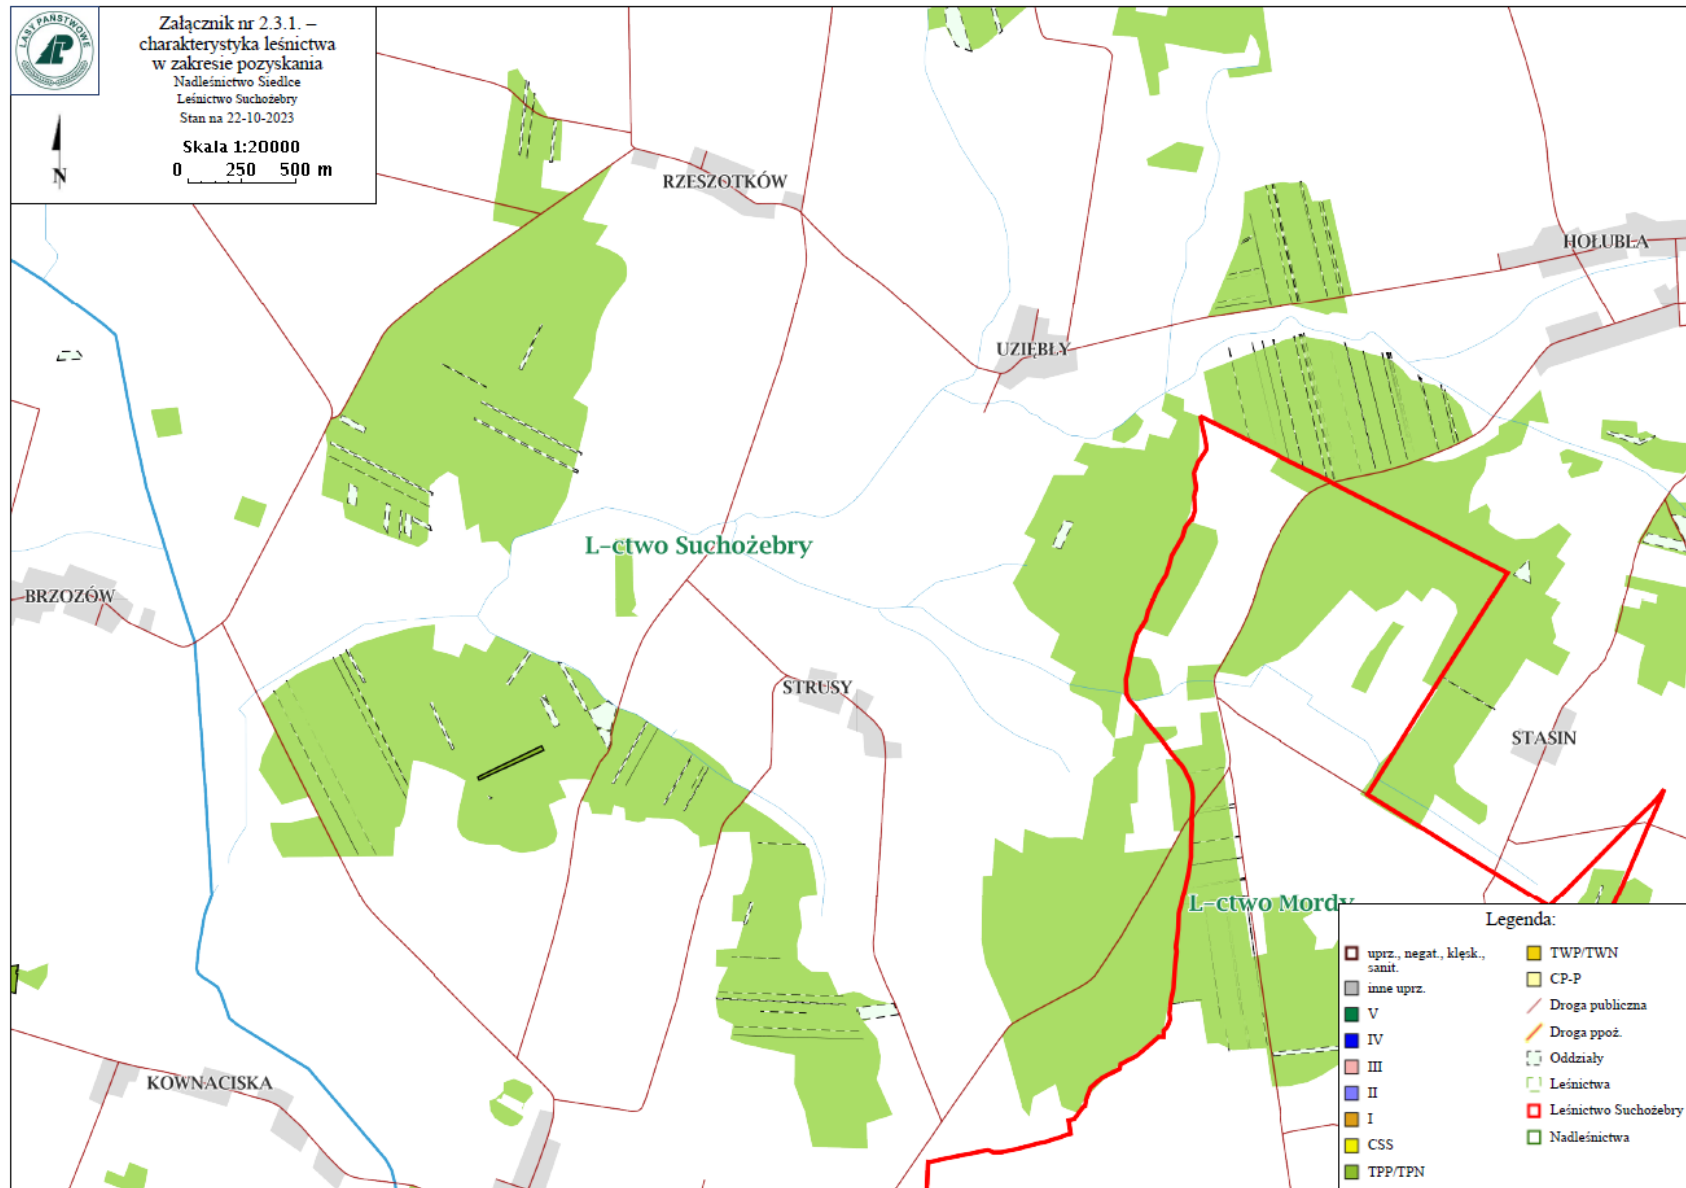 LASY PAŃSTWOWE
Załącznik nr 2.3.1. –
charakterystyka leśnictwa
w zakresie pozyskania
Nadleśnictwo Siedlce
Leśnictwo Suchożebry
Stan na 22-10-2023
N
Skala 1:20000
0 250 500 m
RZESZOTKÓW
HOŁUBLA
UZIĘBŁY
L-ctwo Suchożebry
BRZOZÓW
STRUSY
STASIN
L-ctwo Mordy
KOWNACISKA
Legenda:
uprz., negat., klęsk.,
sanit.
inne uprz.
V
IV
III
II
I
CSS
TPP/TPN
TWP/TWN
CP-P
Droga publiczna
Droga ppoż.
Oddziały
Leśnictwa
Leśnictwo Suchożebry
Nadleśnictwa